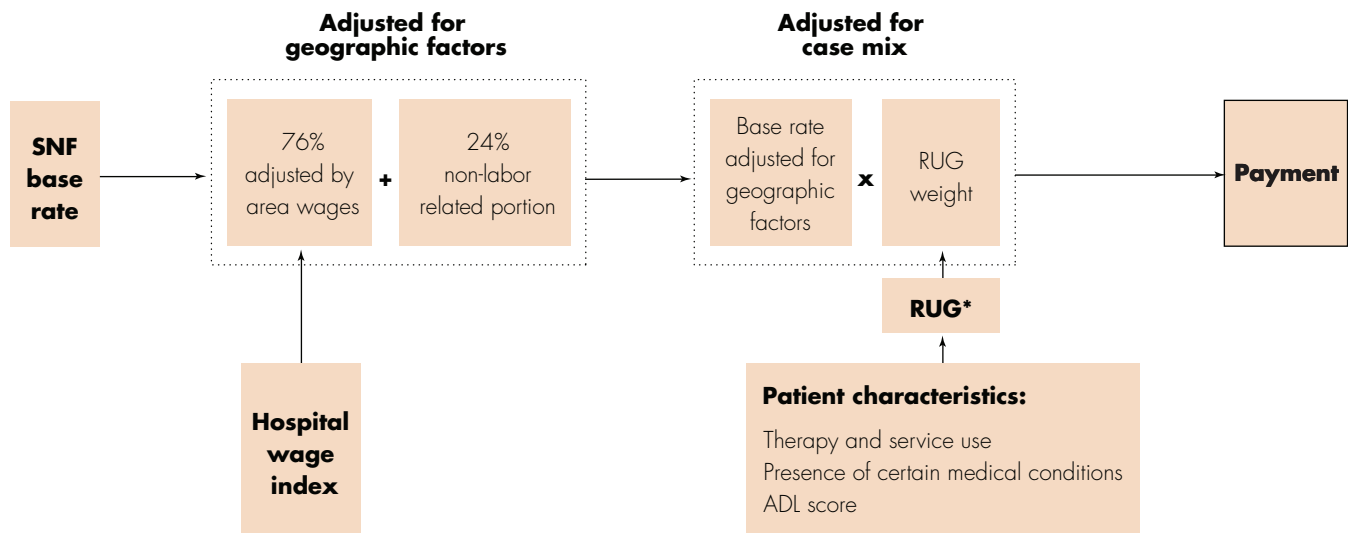 Adjusted for
geographic factors
Adjusted for
case mix
SNF
base
rate
76%
adjusted by
area wages
+
24%
non-labor
related portion
Base rate
adjusted for
geographic
factors
x
RUG
weight
Payment
RUG*
Hospital
wage
index
Patient characteristics:
Therapy and service use
Presence of certain medical conditions
ADL score